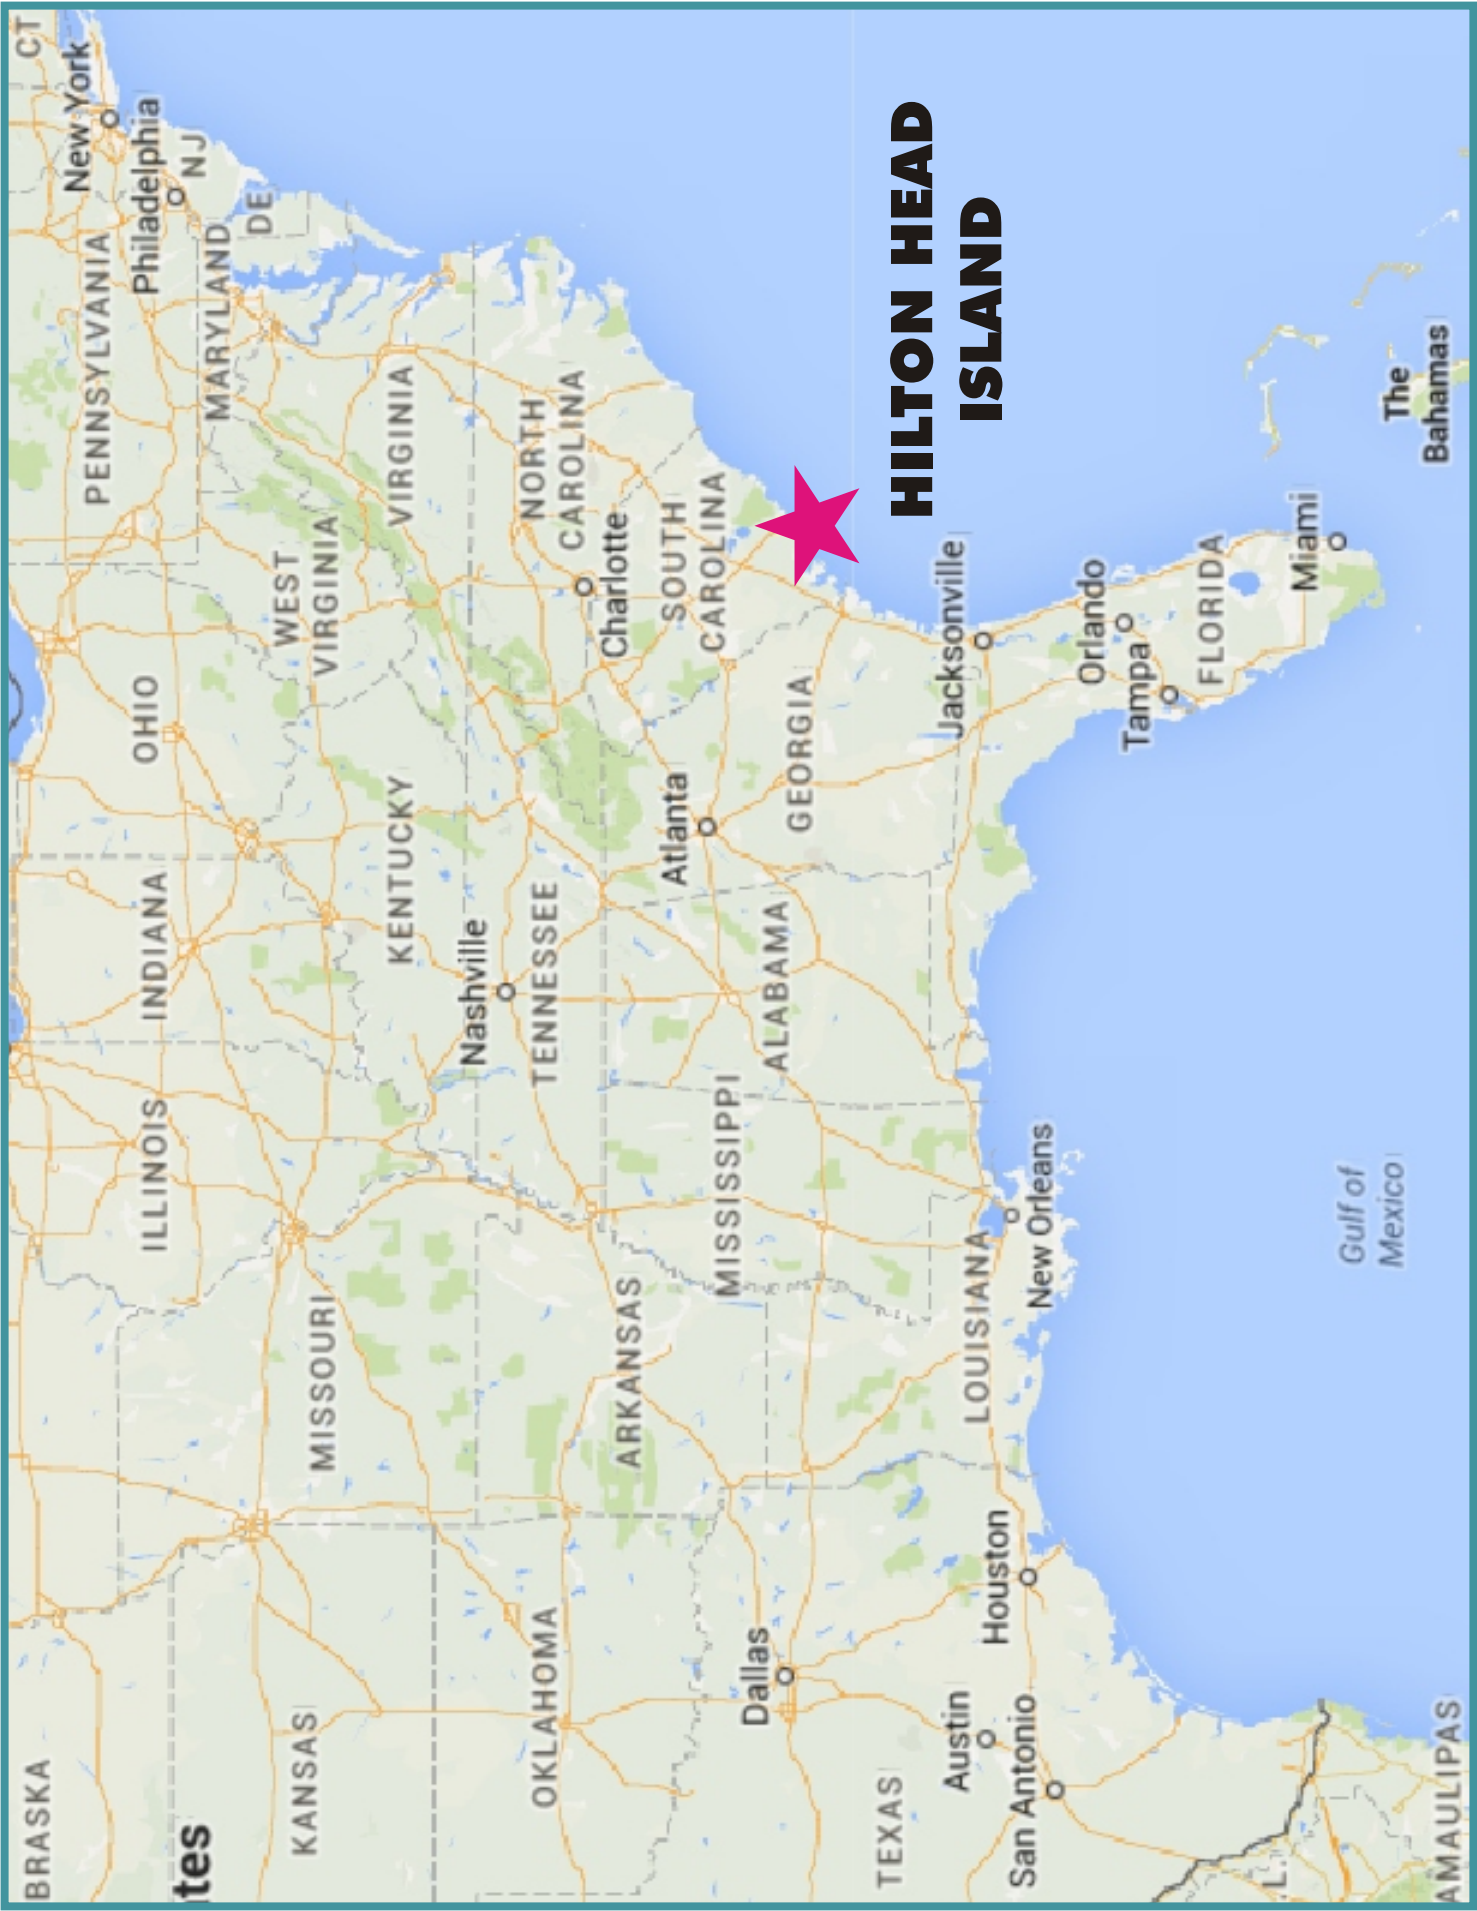 CT
New York
Philadelphia
NJ
PENNSYLVANIA
MARYLAND
DE
OHIO
WEST
VIRGINIA
VIRGINIA
INDIANA
ILLINOIS
KENTUCKY
NORTH
CAROLINA
Charlotte
SOUTH
CAROLINA
HILTON HEAD
ISLAND
Nashville
TENNESSEE
Atlanta
GEORGIA
ALABAMA
MISSISSIPPI
MISSOURI
ARKANSAS
BRASKA
tes
KANSAS
OKLAHOMA
Dallas
TEXAS
Austin
San Antonio
Houston
LOUISIANA
New Orleans
Jacksonville
Orlando
Tampa
FLORIDA
Miami
The
Bahamas
Gulf of
Mexico
L.
AMAULIPAS